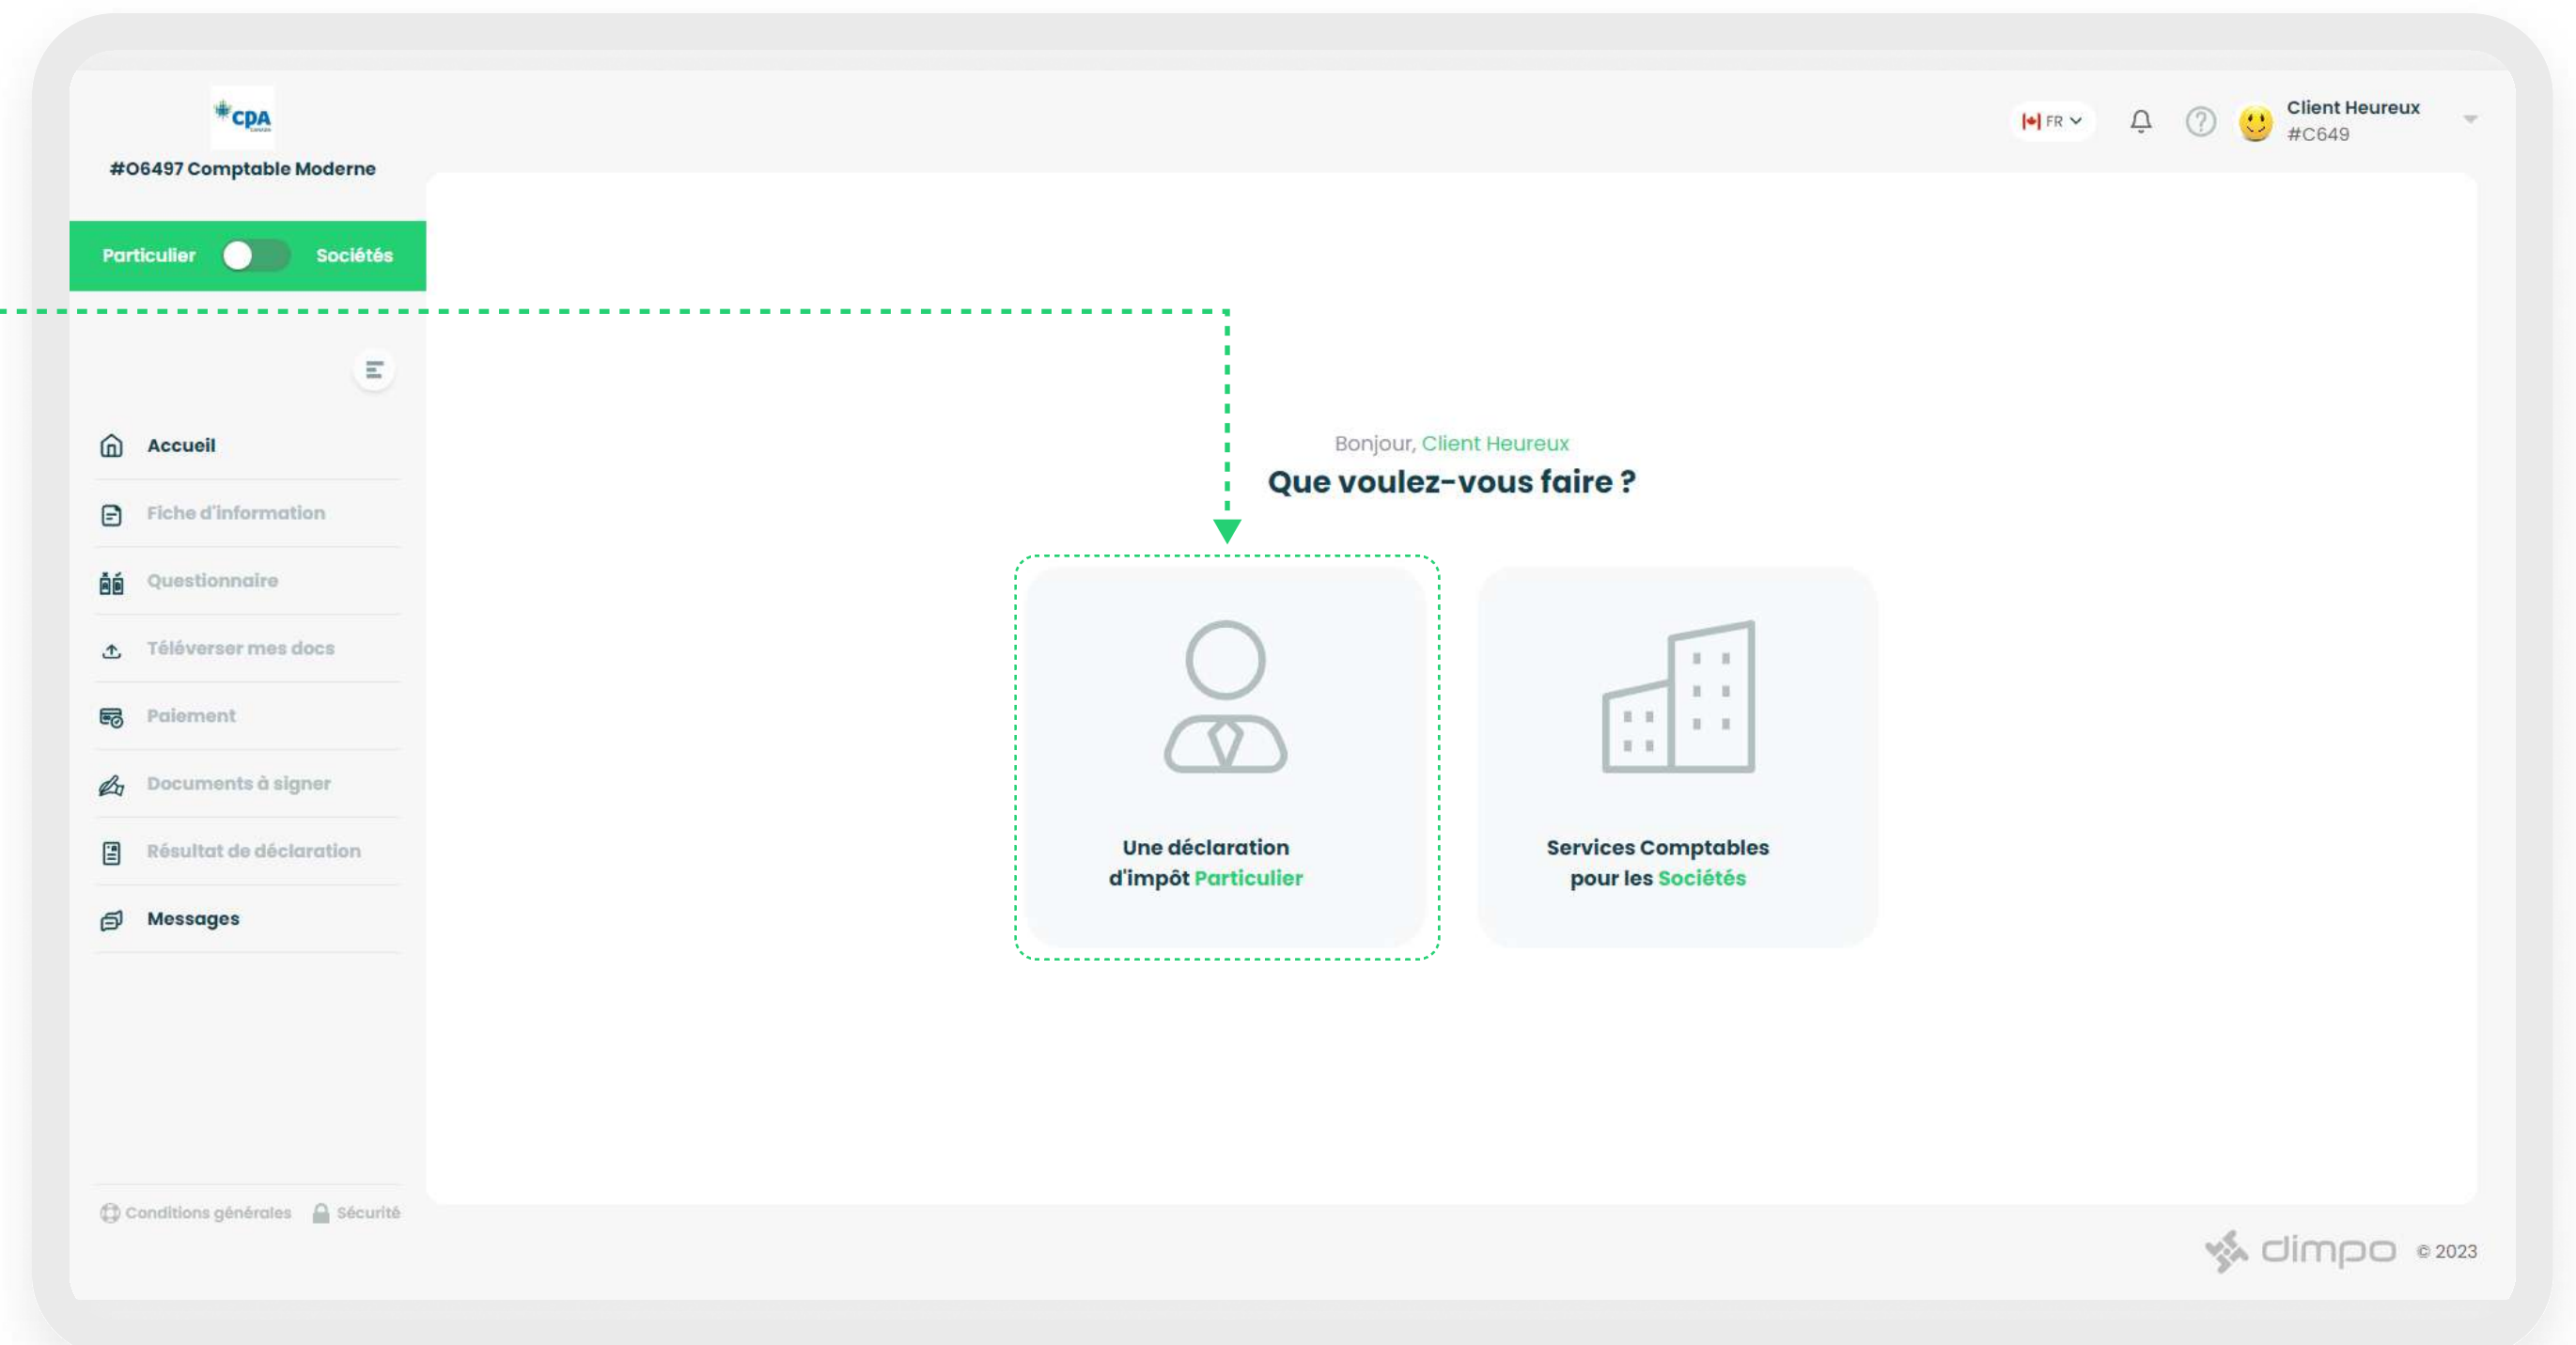 CPA
CANADA
#O6497 Comptable Moderne
FR
Client Heureux
#C649
Particulier
Sociétés
Accueil
Fiche d'information
Questionnaire
Téléverser mes docs
Paiement
Documents à signer
Résultat de déclaration
Messages
Bonjour, Client Heureux
Que voulez-vous faire ?
Une déclaration
d'impôt Particulier
Services Comptables
pour les Sociétés
Conditions générales
Sécurité
dimpo © 2023